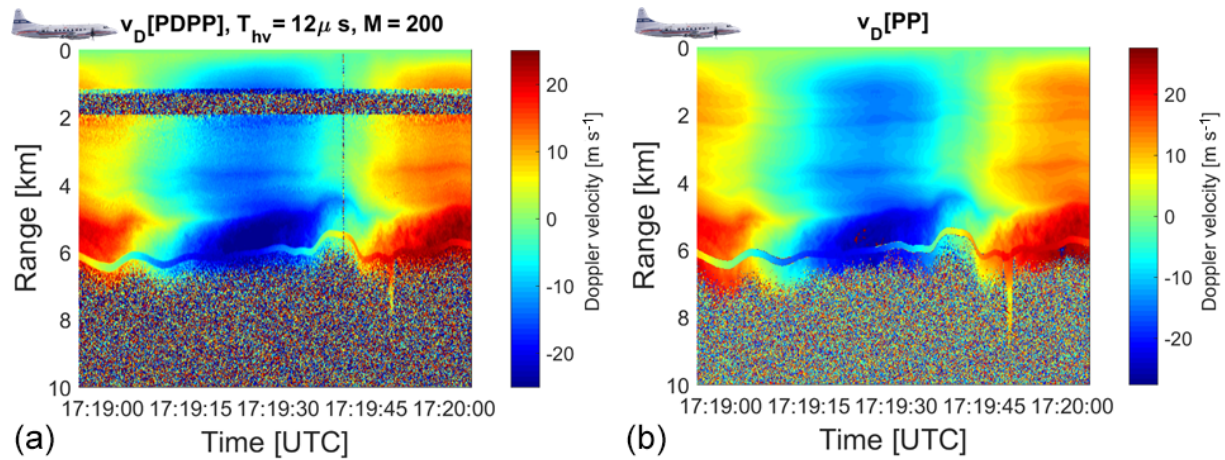 v_D[PDPP], T_hv = 12μ s, M = 200
0
2
4
6
8
10
Range [km]
17:19:00 17:19:15 17:19:30 17:19:45 17:20:00
Time [UTC]
20
10
0
-10
-20
Doppler velocity [m s⁻¹]
(a)
v_D[PP]
0
2
4
6
8
10
Range [km]
17:19:00 17:19:15 17:19:30 17:19:45 17:20:00
Time [UTC]
20
10
0
-10
-20
Doppler velocity [m s⁻¹]
(b)